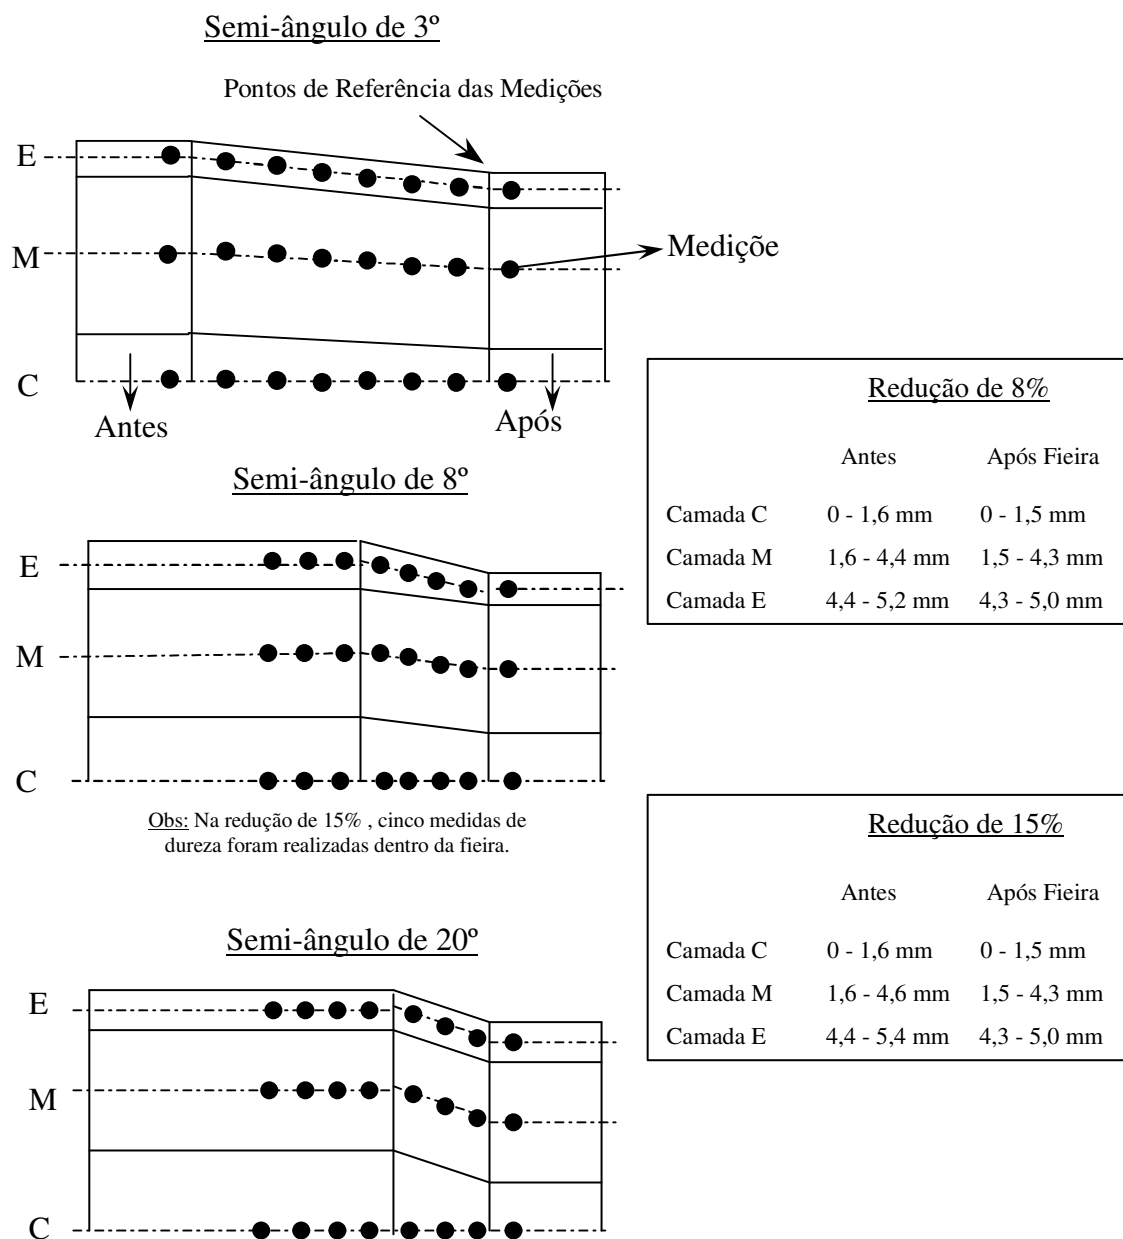 Semi-ângulo de 3º
Pontos de Referência das Medições
E
M
Mediçõe
C
Antes
Após
Semi-ângulo de 8º
E
M
C
Obs: Na redução de 15% , cinco medidas de
dureza foram realizadas dentro da fieira.
Semi-ângulo de 20º
E
M
C
Redução de 8%
Antes Após Fieira
Camada C 0 - 1,6 mm 0 - 1,5 mm
Camada M 1,6 - 4,4 mm 1,5 - 4,3 mm
Camada E 4,4 - 5,2 mm 4,3 - 5,0 mm
Redução de 15%
Antes Após Fieira
Camada C 0 - 1,6 mm 0 - 1,5 mm
Camada M 1,6 - 4,6 mm 1,5 - 4,3 mm
Camada E 4,4 - 5,4 mm 4,3 - 5,0 mm